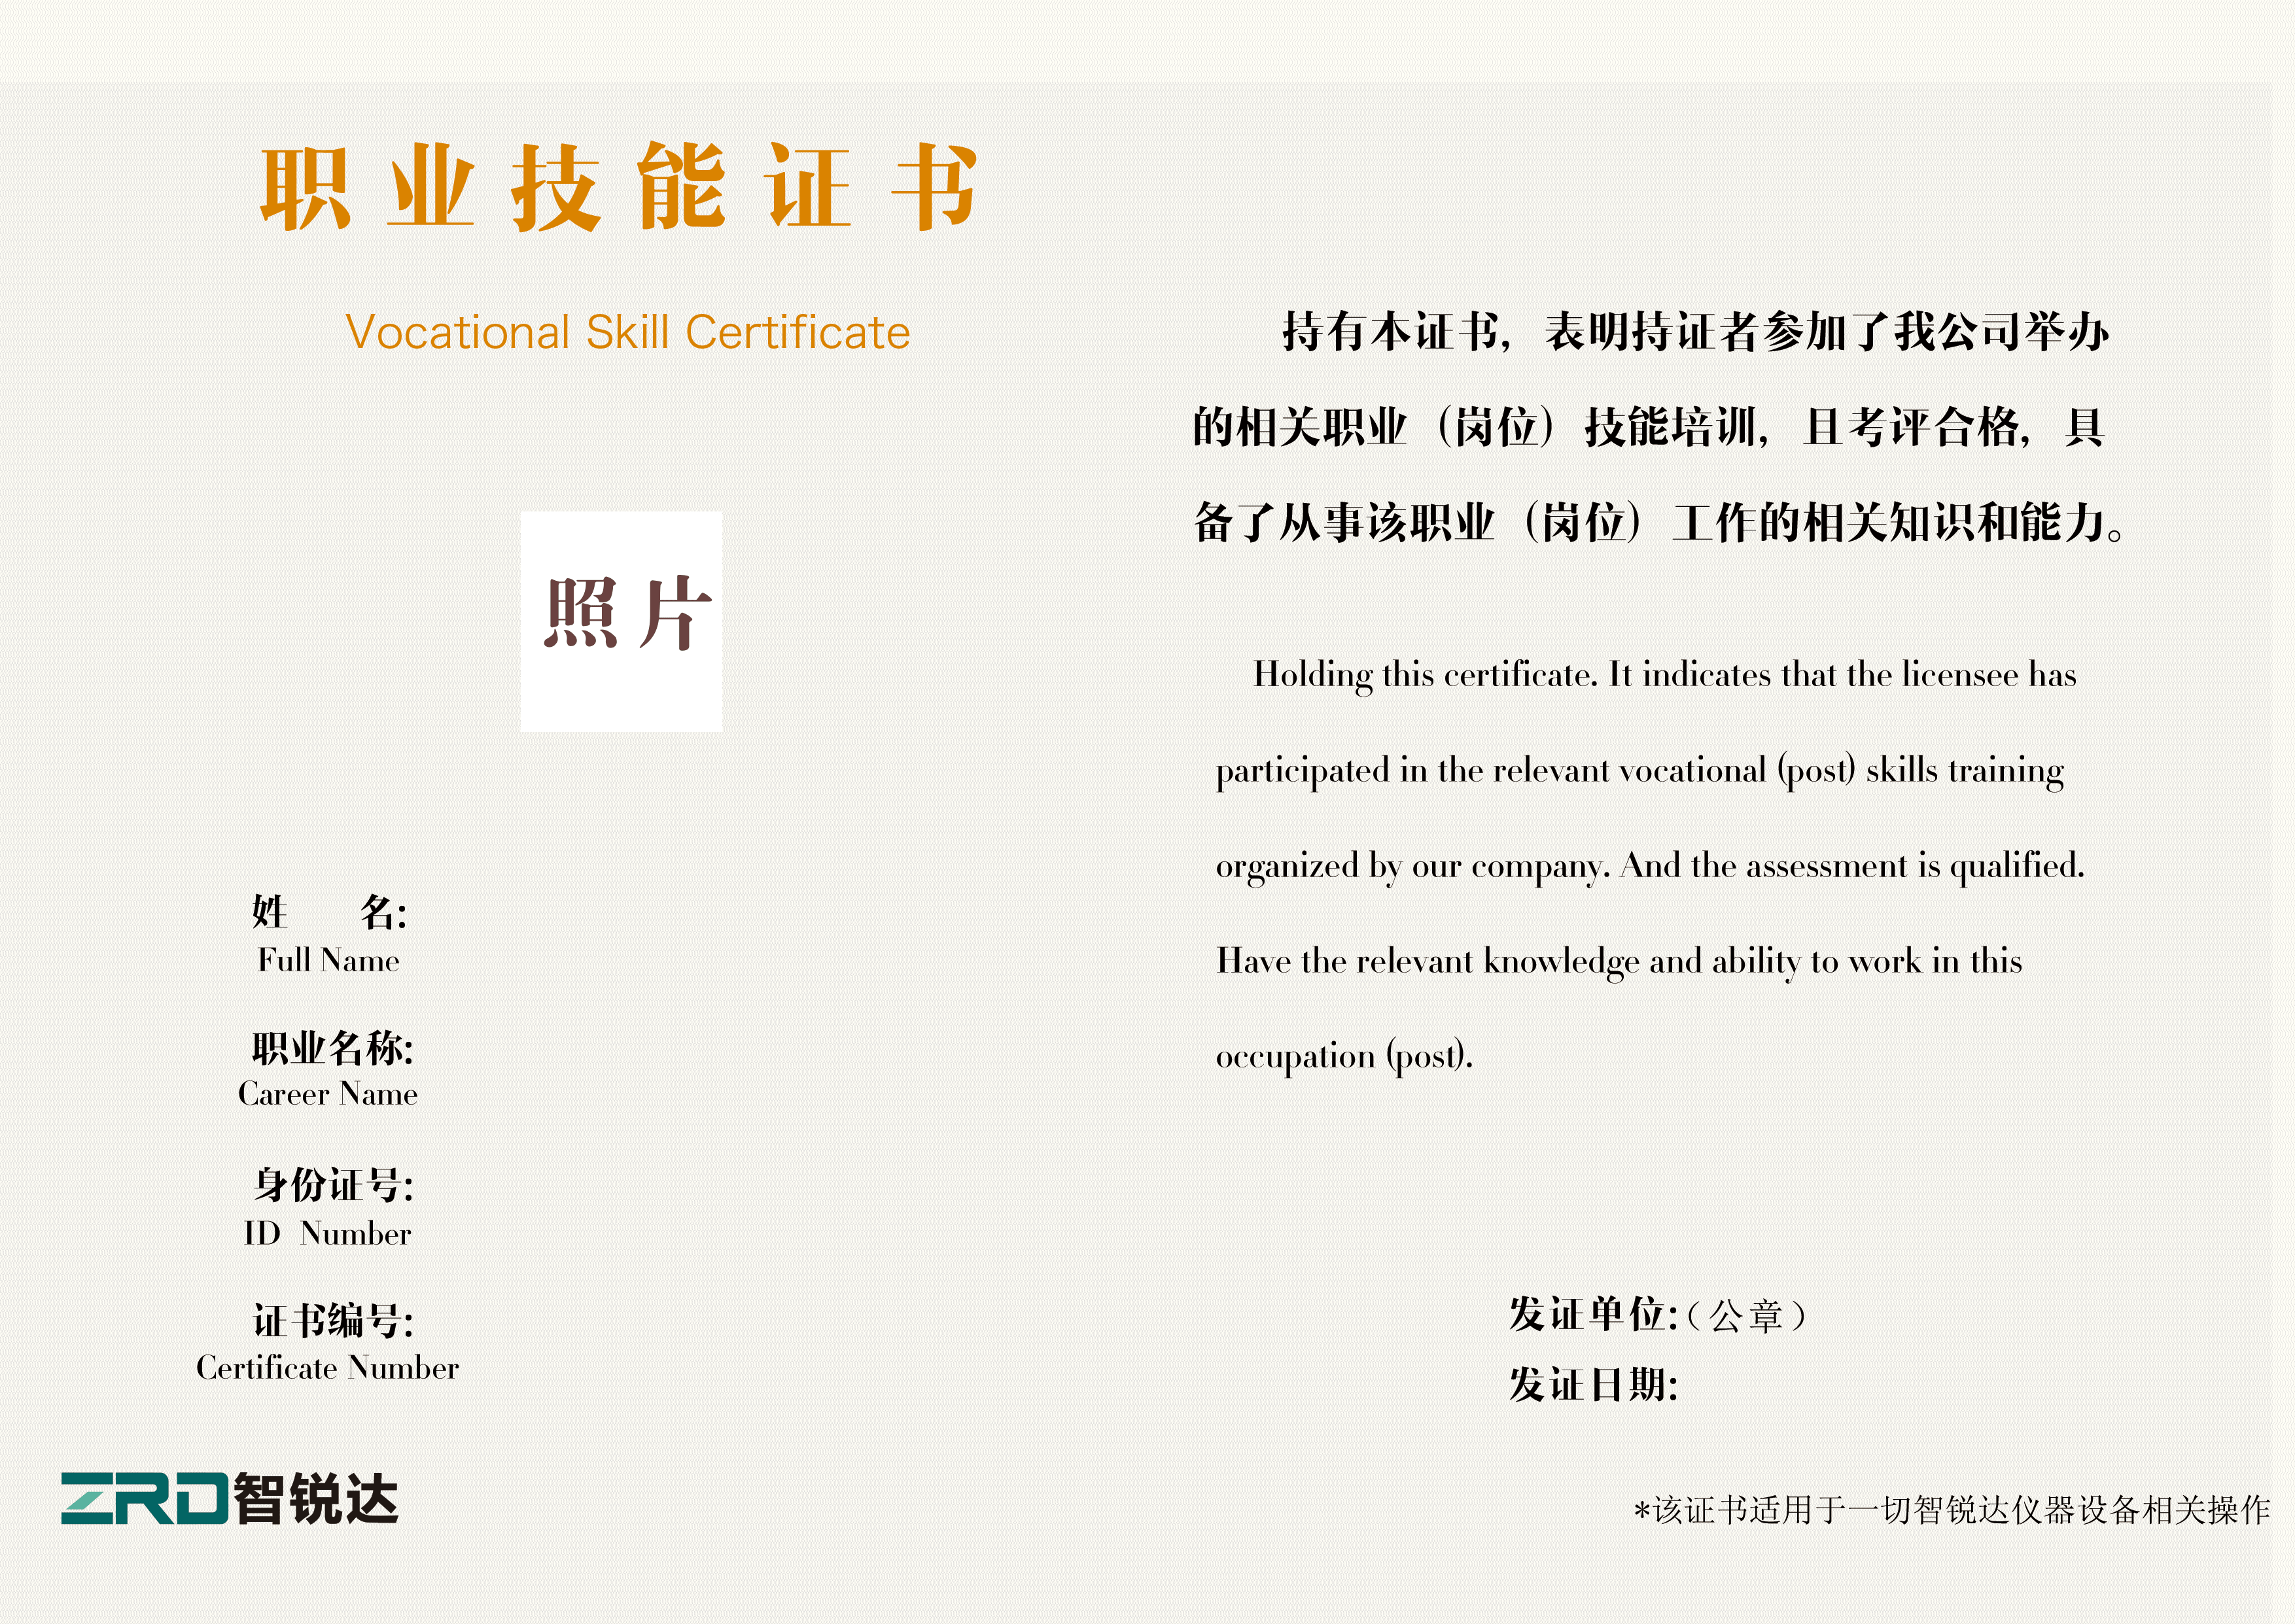 职业技能证书
Vocational Skill Certificate
照片
姓 名:
Full Name
职业名称:
Career Name
身份证号:
ID Number
证书编号:
Certificate Number
ZRD智锐达
持有本证书，表明持证者参加了我公司举办
的相关职业（岗位）技能培训，且考评合格，具
备了从事该职业（岗位）工作的相关知识和能力。
Holding this certificate. It indicates that the licensee has
participated in the relevant vocational (post) skills training
organized by our company. And the assessment is qualified.
Have the relevant knowledge and ability to work in this
occupation (post).
发证单位:（公章）
发证日期:
*该证书适用于一切智锐达仪器设备相关操作